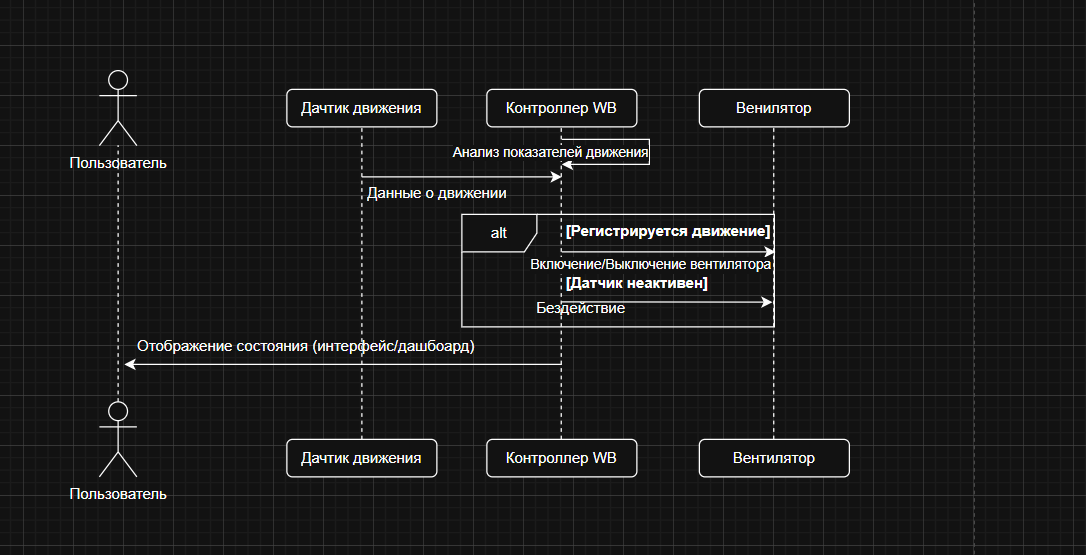 Дачтик движения
Контроллер WB
Венилятор
Пользователь
Анализ показателей движения
Данные о движении
alt
[Регистрируется движение]
Включение/Выключение вентилятора
[Датчик неактивен]
Бездействие
Отображение состояния (интерфейс/дашбоард)
Дачтик движения
Контроллер WB
Вентилятор
Пользователь